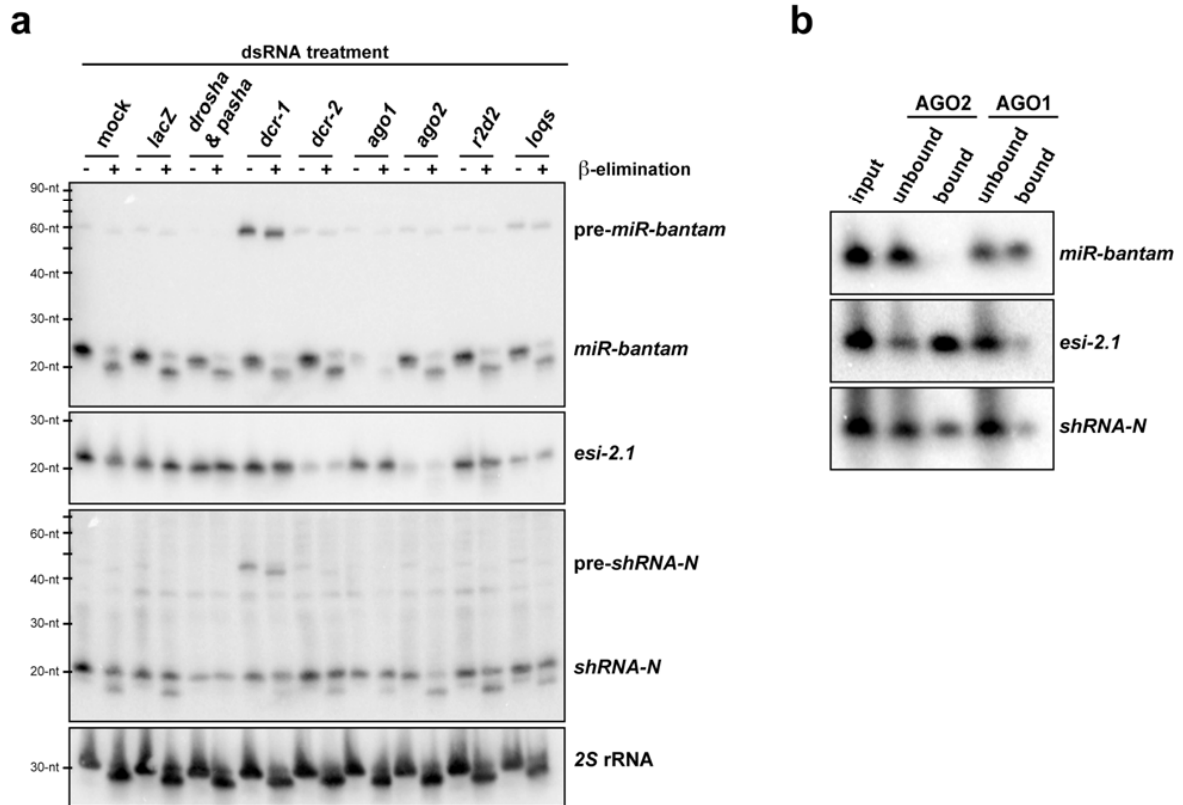 a
dsRNA treatment
mock lacZ drosha & pasha dcr-1 dcr-2 ago1 ago2 r2d2 loqs
- + - + - + - + - + - + - + - + - + β-elimination
90-nt
60-nt
pre-miR-bantam
40-nt
30-nt
miR-bantam
20-nt
30-nt
esi-2.1
20-nt
60-nt
pre-shRNA-N
40-nt
30-nt
shRNA-N
20-nt
2S rRNA
30-nt
b
AGO2 AGO1
input unbound bound unbound bound
miR-bantam
esi-2.1
shRNA-N